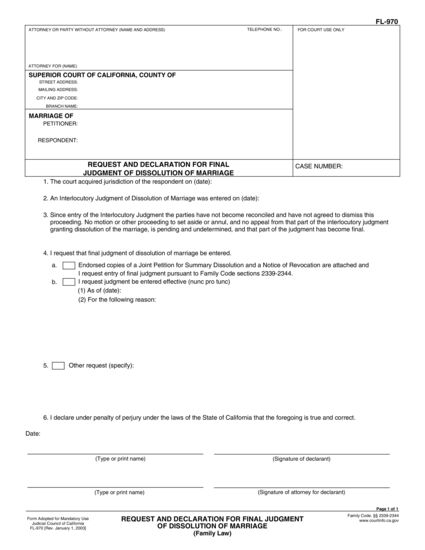 FL-970
ATTORNEY OR PARTY WITHOUT ATTORNEY (NAME AND ADDRESS) TELEPHONE NO.: FOR COURT USE ONLY
ATTORNEY FOR (NAME)
SUPERIOR COURT OF CALIFORNIA, COUNTY OF
STREET ADDRESS:
MAILING ADDRESS:
CITY AND ZIP CODE:
BRANCH NAME:
MARRIAGE OF
PETITIONER:
RESPONDENT:
REQUEST AND DECLARATION FOR FINAL
JUDGMENT OF DISSOLUTION OF MARRIAGE
CASE NUMBER:
1. The court acquired jurisdiction of the respondent on (date):
2. An Interlocutory Judgment of Dissolution of Marriage was entered on (date):
3. Since entry of the Interlocutory Judgment the parties have not become reconciled and have not agreed to dismiss this
proceeding. No motion or other proceeding to set aside or annul, and no appeal from that part of the interlocutory judgment
granting dissolution of the marriage, is pending and undetermined, and that part of the judgment has become final.
4. I request that final judgment of dissolution of marriage be entered.
a. Endorsed copies of a Joint Petition for Summary Dissolution and a Notice of Revocation are attached and
I request entry of final judgment pursuant to Family Code sections 2339-2344.
b. I request judgment be entered effective (nunc pro tunc)
(1) As of (date):
(2) For the following reason:
5. Other request (specify):
6. I declare under penalty of perjury under the laws of the State of California that the foregoing is true and correct.
Date:
(Type or print name) (Signature of declarant)
(Type or print name) (Signature of attorney for declarant)
Page 1 of 1
Form Adopted for Mandatory Use
Judicial Council of California
FL-970 [Rev. January 1, 2003]
REQUEST AND DECLARATION FOR FINAL JUDGMENT
OF DISSOLUTION OF MARRIAGE
(Family Law)
Family Code, §§ 2339-2344
www.courtinfo.ca.gov